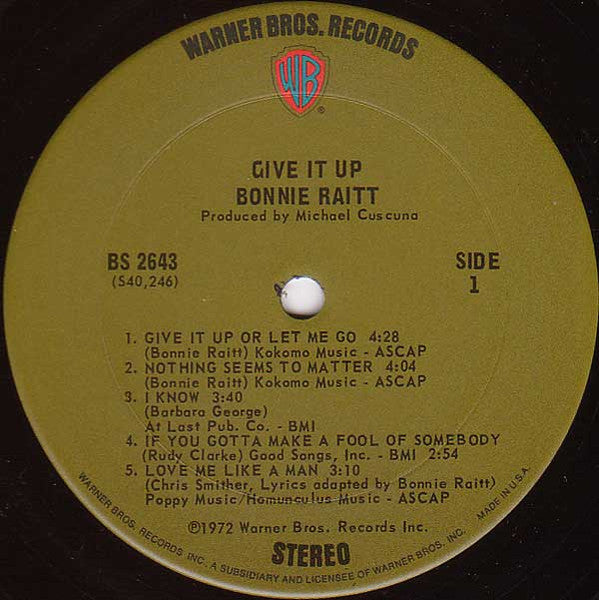 WARNER BROS. RECORDS
WB
®
GIVE IT UP
BONNIE RAITT
Produced by Michael Cuscuna
BS 2643
(S40,246)
SIDE
1
1. GIVE IT UP OR LET ME GO 4:28
(Bonnie Raitt) Kokomo Music - ASCAP
2. NOTHING SEEMS TO MATTER 4:04
(Bonnie Raitt) Kokomo Music - ASCAP
3. I KNOW 3:40
(Barbara George)
At Last Pub. Co. - BMI
4. IF YOU GOTTA MAKE A FOOL OF SOMEBODY
(Rudy Clarke) Good Songs, Inc. - BMI 2:54
5. LOVE ME LIKE A MAN 3:10
(Chris Smither, Lyrics adapted by Bonnie Raitt)
Poppy Music/Homunculus Music - ASCAP
℗1972 Warner Bros. Records Inc.
STEREO
WARNER BROS. RECORDS INC. A SUBSIDIARY AND LICENSEE OF WARNER BROS. INC. MADE IN U.S.A.